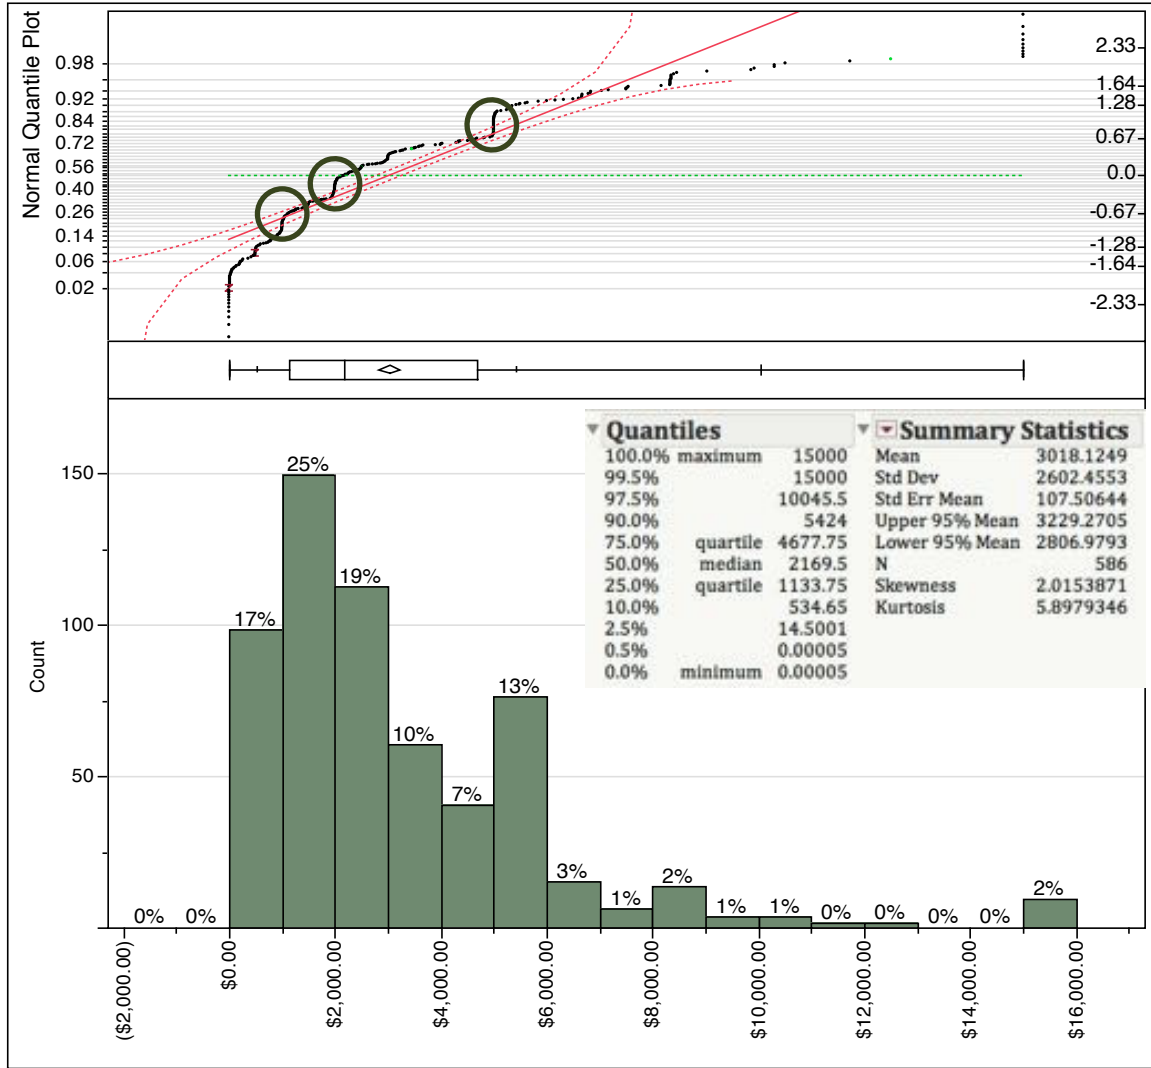 Normal Quantile Plot
0.98
0.92
0.84
0.72
0.56
0.40
0.26
0.14
0.06
0.02
2.33
1.64
1.28
0.67
0.0
-0.67
-1.28
-1.64
-2.33
Quantiles
100.0% maximum 15000
99.5% 15000
97.5% 10045.5
90.0% 5424
75.0% quartile 4677.75
50.0% median 2169.5
25.0% quartile 1133.75
10.0% 534.65
2.5% 14.5001
0.5% 0.00005
0.0% minimum 0.00005
Summary Statistics
Mean 3018.1249
Std Dev 2602.4553
Std Err Mean 107.50644
Upper 95% Mean 3229.2705
Lower 95% Mean 2806.9793
N 586
Skewness 2.0153871
Kurtosis 5.8979346
Count
150
100
50
0% 0% 17% 25% 19% 10% 7% 13% 3% 1% 2% 1% 1% 0% 0% 0% 0% 2%
($2,000.00)
$0.00
$2,000.00
$4,000.00
$6,000.00
$8,000.00
$10,000.00
$12,000.00
$14,000.00
$16,000.00